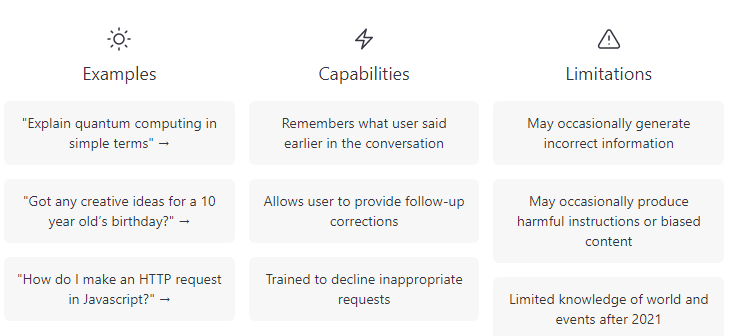 Examples
"Explain quantum computing in
simple terms" →
"Got any creative ideas for a 10
year old’s birthday?" →
"How do I make an HTTP request
in Javascript?" →
Capabilities
Remembers what user said
earlier in the conversation
Allows user to provide follow-up
corrections
Trained to decline inappropriate
requests
Limitations
May occasionally generate
incorrect information
May occasionally produce
harmful instructions or biased
content
Limited knowledge of world and
events after 2021